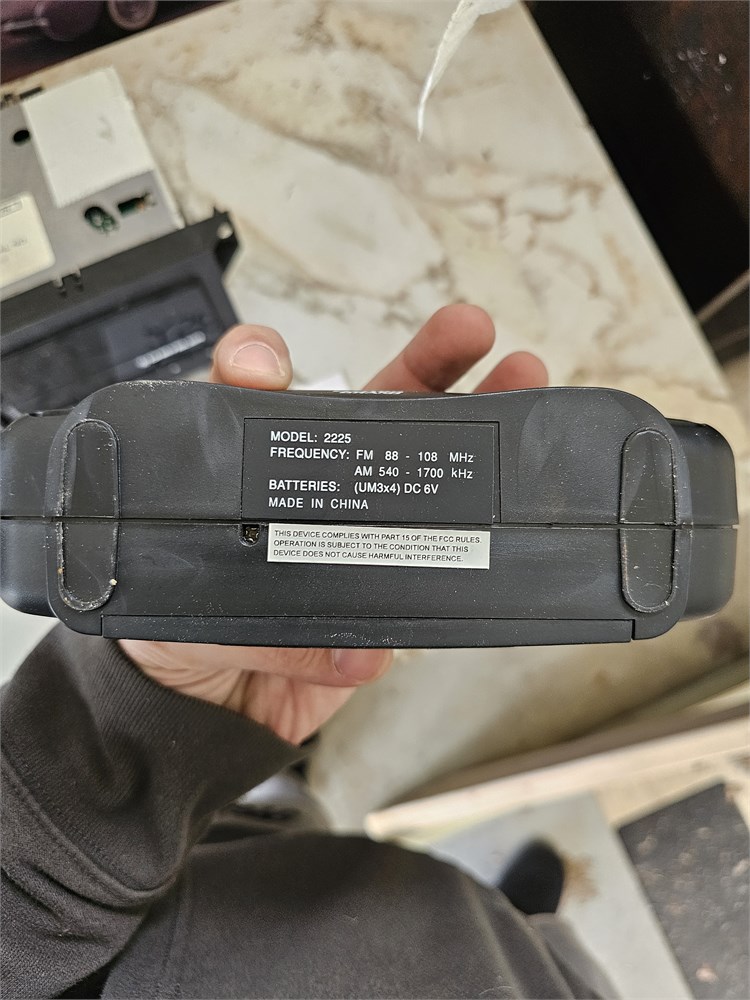 MODEL: 2225
FREQUENCY: FM 88 - 108 MHz
AM 540 - 1700 kHz
BATTERIES: (UM3x4) DC 6V
MADE IN CHINA
THIS DEVICE COMPLIES WITH PART 15 OF THE FCC RULES
OPERATION IS SUBJECT TO THE CONDITION THAT THIS
DEVICE DOES NOT CAUSE HARMFUL INTERFERENCE.